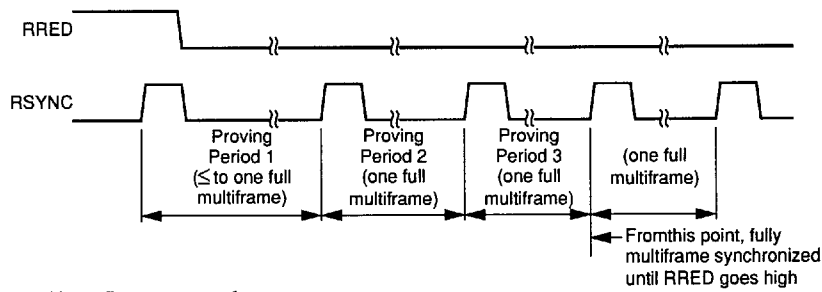 RRED
RSYNC
Proving
Period 1
(≤ to one full
multiframe)
Proving
Period 2
(one full
multiframe)
Proving
Period 3
(one full
multiframe)
(one full
multiframe)
Fromthis point, fully
multiframe synchronized
until RRED goes high